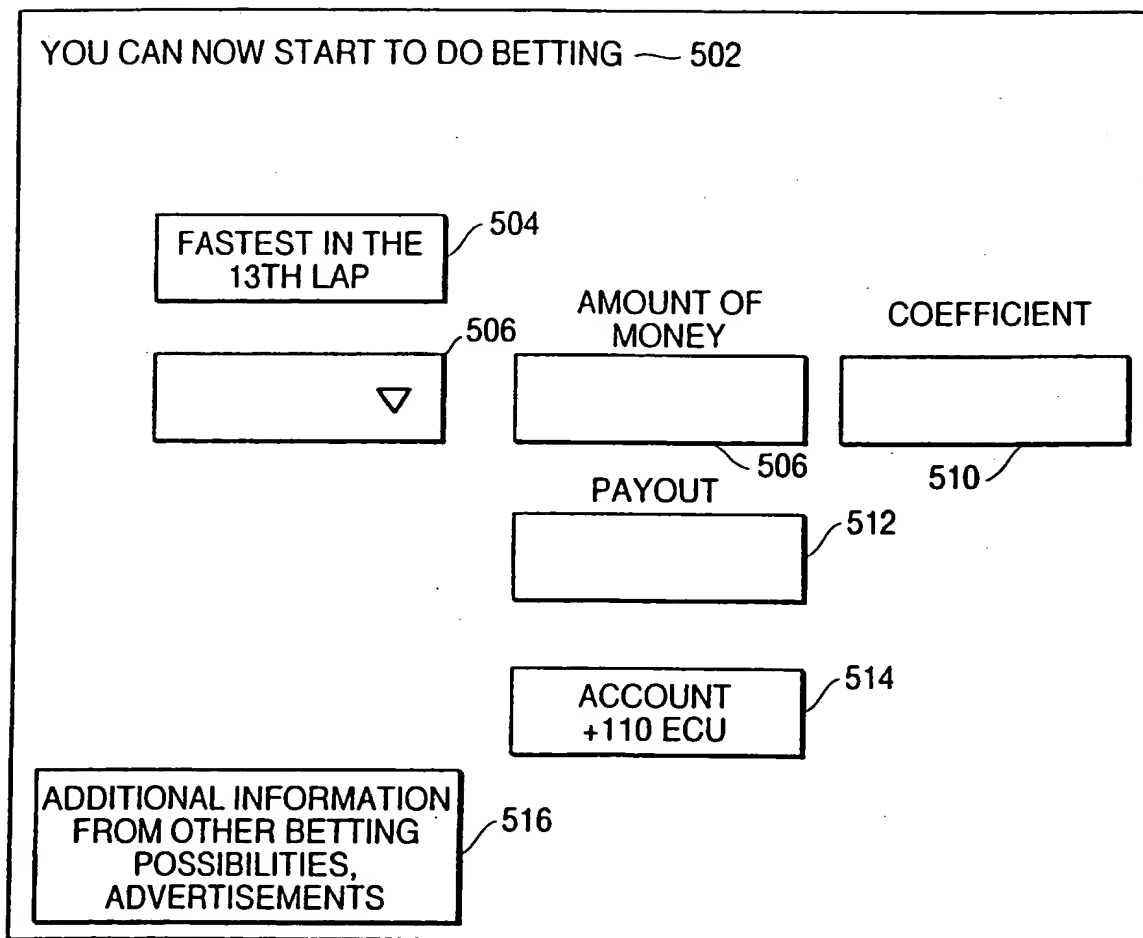 YOU CAN NOW START TO DO BETTING 502
FASTEST IN THE
13TH LAP
504
506
AMOUNT OF
MONEY
506
COEFFICIENT
510
PAYOUT
512
ACCOUNT
+110 ECU
514
ADDITIONAL INFORMATION
FROM OTHER BETTING
POSSIBILITIES,
ADVERTISEMENTS
516